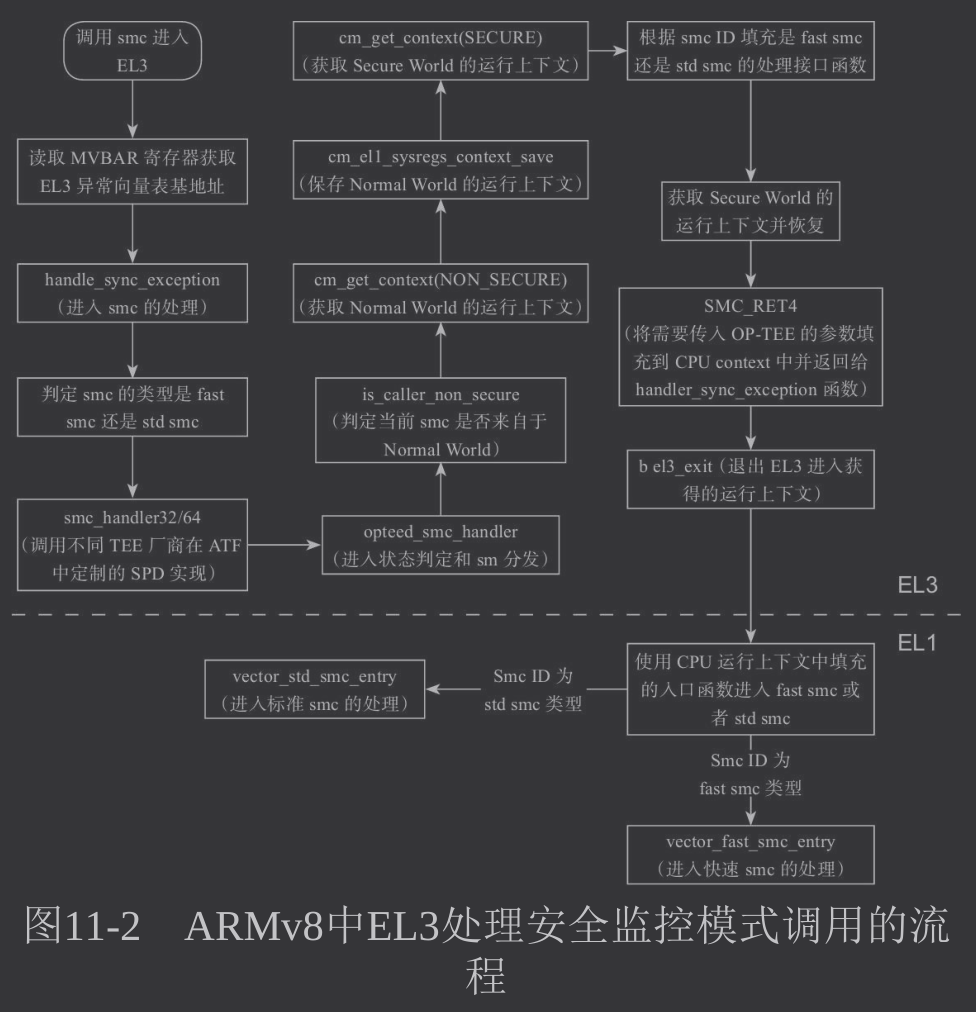 调用 smc 进入
EL3
读取 MVBAR 寄存器获取
EL3 异常向量表基地址
handle_sync_exception
（进入 smc 的处理）
判定 smc 的类型是 fast
smc 还是 std smc
smc_handler32/64
（调用不同 TEE 厂商在 ATF
中定制的 SPD 实现）
opteed_smc_handler
（进入状态判定和 sm 分发）
is_caller_non_secure
（判定当前 smc 是否来自于
Normal World）
cm_get_context(NON_SECURE)
（获取 Normal World 的运行上下文）
cm_el1_sysregs_context_save
（保存 Normal World 的运行上下文）
cm_get_context(SECURE)
（获取 Secure World 的运行上下文）
根据 smc ID 填充是 fast smc
还是 std smc 的处理接口函数
获取 Secure World 的
运行上下文并恢复
SMC_RET4
（将需要传入 OP-TEE 的参数填
充到 CPU context 中并返回给
handler_sync_exception 函数）
b el3_exit（退出 EL3 进入获
得的运行上下文）
EL3
EL1
使用 CPU 运行上下文中填充
的入口函数进入 fast smc 或
者 std smc
Smc ID 为
std smc 类型
vector_std_smc_entry
（进入标准 smc 的处理）
Smc ID 为
fast smc 类型
vector_fast_smc_entry
（进入快速 smc 的处理）
图11-2 ARMv8中EL3处理安全监控模式调用的流
程